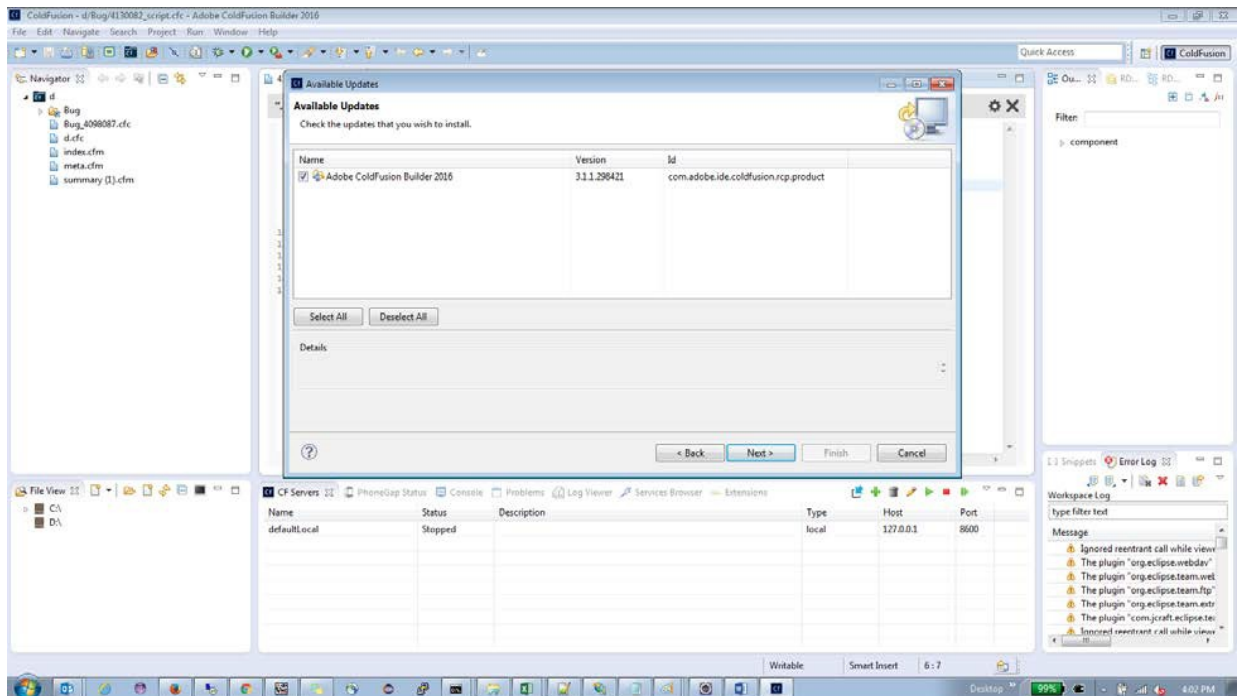 ColdFusion - d/Bug/4130082_script.cfc - Adobe ColdFusion Builder 2016
File Edit Navigate Search Project Run Window Help
Quick Access
ColdFusion
Navigator
d
Bug
Bug_4098087.cfc
d.cfc
index.cfm
meta.cfm
summary (1).cfm
Available Updates
Available Updates
Check the updates that you wish to install.
Name Version Id
Adobe ColdFusion Builder 2016 3.1.1.298421 com.adobe.ide.coldfusion.rcp.product
Select All Deselect All
Details
< Back Next > Finish Cancel
Ou... RD... RD...
Filter:
component
File View
C:\
D:\
CF Servers PhoneGap Status Console Problems Log Viewer Services Browser Extensions
Name Status Description Type Host Port
defaultLocal Stopped local 127.0.0.1 8600
Snippets Error Log
Workspace Log
type filter text
Message
Ignored reentrant call while viewe
The plugin "org.eclipse.webdav"
The plugin "org.eclipse.team.wel
The plugin "org.eclipse.team.ftp"
The plugin "org.eclipse.team.extr
The plugin "com.jcraft.eclipse.te
Ignored reentrant call while viewe
Writable Smart Insert 6 : 7
Desktop 99% 4:02 PM